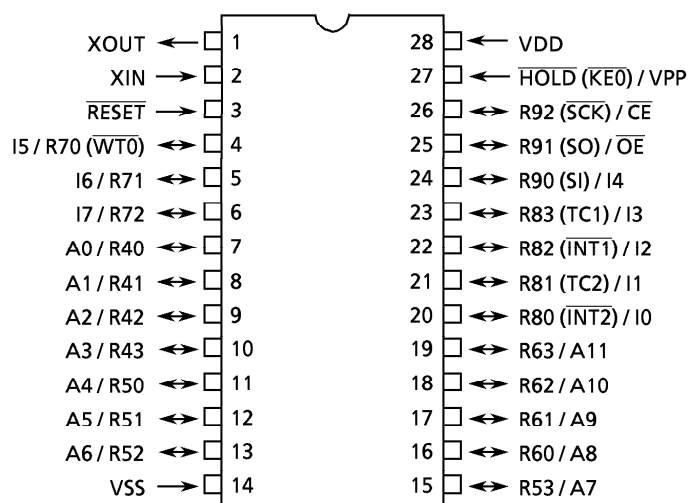 XOUT 1 28 VDD
XIN 2 27 HOLD (KE0) / VPP
RESET 3 26 R92 (SCK) / CE
I5 / R70 (WT0) 4 25 R91 (SO) / OE
I6 / R71 5 24 R90 (SI) / I4
I7 / R72 6 23 R83 (TC1) / I3
A0 / R40 7 22 R82 (INT1) / I2
A1 / R41 8 21 R81 (TC2) / I1
A2 / R42 9 20 R80 (INT2) / I0
A3 / R43 10 19 R63 / A11
A4 / R50 11 18 R62 / A10
A5 / R51 12 17 R61 / A9
A6 / R52 13 16 R60 / A8
VSS 14 15 R53 / A7